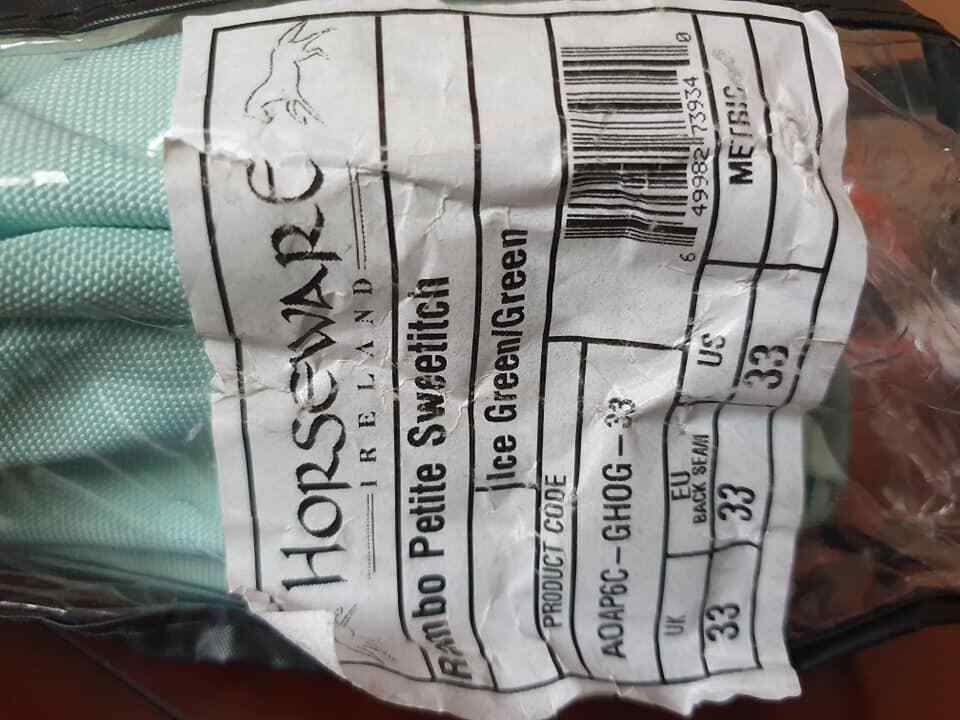 HORSEWARE
IRELAND
Rambo Petite Sweetitch
Ice Green/Green
PRODUCT CODE
AOAP6C-GHOG-33
6 49982 73934 0
UK
EU
BACK SEAM
US
METRIC
33
33
33